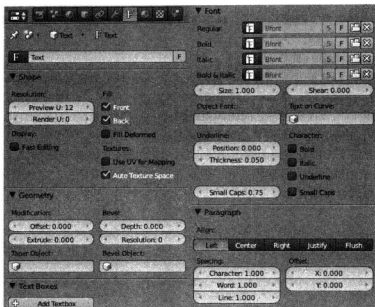 Text
Text
F Text F
Shape
Resolution:
Preview U: 12
Render U: 0
Display:
Fast Editing
Fill:
Front
Back
Fill Deformed
Textures:
Use UV for Mapping
Auto Texture Space
Geometry
Modification:
Offset: 0.000
Extrude: 0.000
Taper Object:
Bevel:
Depth: 0.000
Resolution: 0
Bevel Object:
Text Boxes
Add Textbox
Font
Regular Bfont 5 F
Bold Bfont 5 F
Italic Bfont 5 F
Bold & Italic Bfont 5 F
Size: 1.000
Shear: 0.000
Object Font:
Text on Curve:
Underline:
Position: 0.000
Thickness: 0.050
Character:
Bold
Italic
Underline
Small Caps: 0.75
Small Caps
Paragraph
Align:
Left Center Right Justify Flush
Spacing:
Character: 1.000
Word: 1.000
Line: 1.000
Offset:
X: 0.000
Y: 0.000